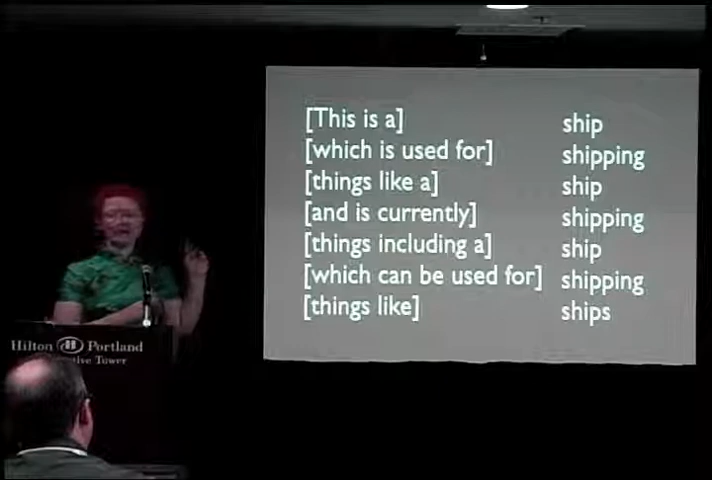 [This is a] ship
[which is used for] shipping
[things like a] ship
[and is currently] shipping
[things including a] ship
[which can be used for] shipping
[things like] ships
Hilton H Portland
Tower